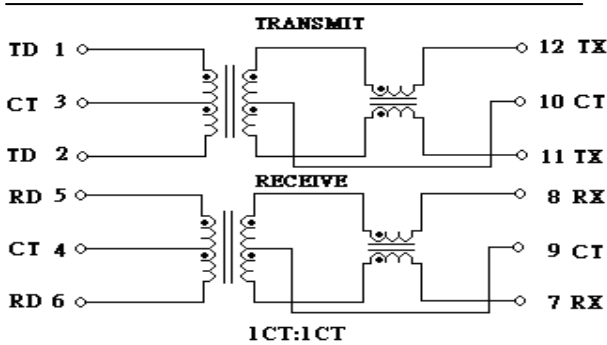 TRANSMIT
TD 1 12 TX
CT 3 10 CT
TD 2 11 TX
RECEIVE
RD 5 8 RX
CT 4 9 CT
RD 6 7 RX
1CT:1CT